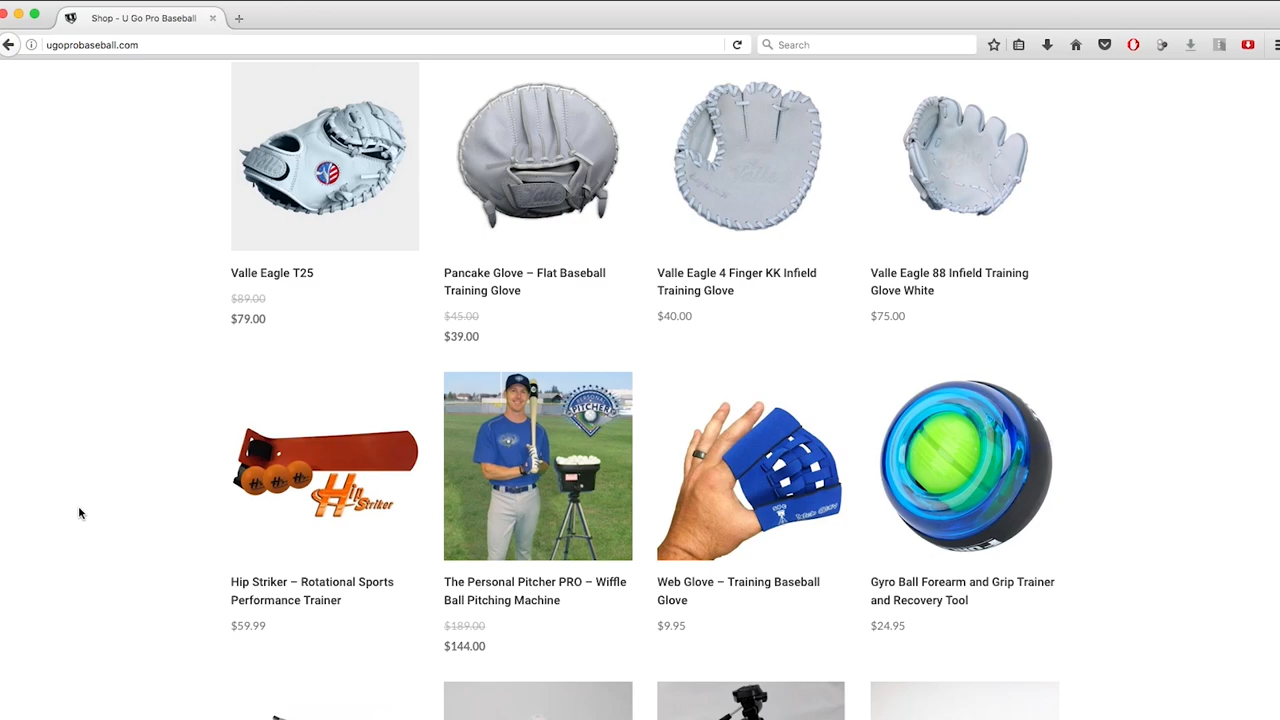 Shop - U Go Pro Baseball
ugoprobaseball.com
Search
Valle Eagle T25
$89.00
$79.00
Pancake Glove – Flat Baseball
Training Glove
$45.00
$39.00
Valle Eagle 4 Finger KK Infield
Training Glove
$40.00
Valle Eagle 88 Infield Training
Glove White
$75.00
Hip Striker
Hip Striker – Rotational Sports
Performance Trainer
$59.99
PERSONAL
PITCHER
The Personal Pitcher PRO – Wiffle
Ball Pitching Machine
$189.00
$144.00
Web Glove – Training Baseball
Glove
$9.95
Gyro Ball Forearm and Grip Trainer
and Recovery Tool
$24.95